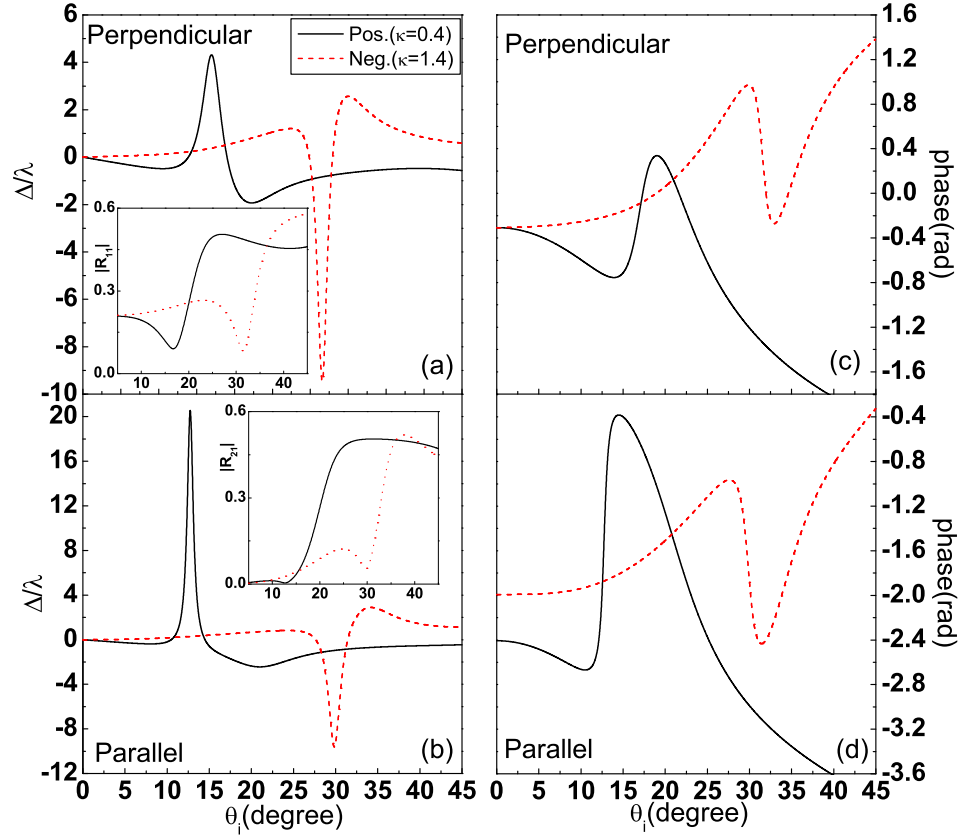 Perpendicular
Pos.(κ=0.4)
Neg.(κ=1.4)
6
4
2
0
-2
-4
-6
-8
-10
Δ/λ
0.6
0.3
0.0
|R11|
10 20 30 40
(a)
Perpendicular
1.6
1.2
0.8
0.4
0.0
-0.4
-0.8
-1.2
-1.6
phase(rad)
(c)
20
16
12
8
4
0
-4
-8
-12
Δ/λ
0.6
0.3
0.0
|R21|
10 20 30 40
Parallel
(b)
0 5 10 15 20 25 30 35 40 45
θi(degree)
-0.4
-0.8
-1.2
-1.6
-2.0
-2.4
-2.8
-3.2
-3.6
phase(rad)
Parallel
(d)
0 5 10 15 20 25 30 35 40 45
θi(degree)